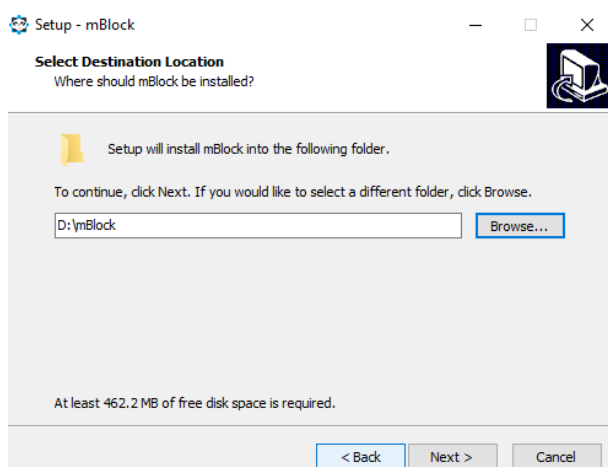 Setup - mBlock
Select Destination Location
Where should mBlock be installed?
Setup will install mBlock into the following folder.
To continue, click Next. If you would like to select a different folder, click Browse.
D:\mBlock
Browse...
At least 462.2 MB of free disk space is required.
< Back
Next >
Cancel